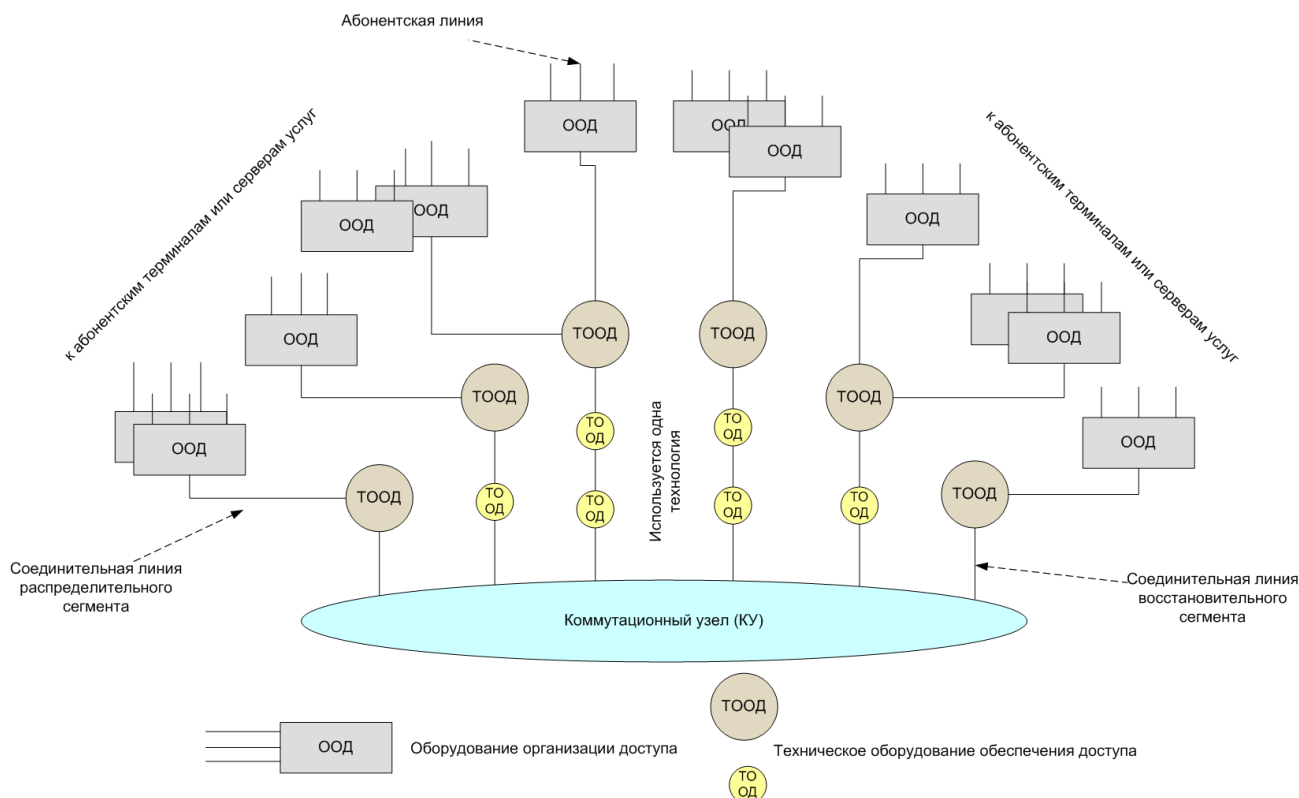 Абонентская линия
к абонентским терминалам или серверам услуг
к абонентским терминалам или серверам услуг
ООД
ООД
ООД
ООД
ООД
ООД
ООД
ООД
ООД
ООД
ООД
ТООД
ТООД
ТООД
ТООД
ТООД
ТООД
ТО
ОД
ТО
ОД
ТО
ОД
ТО
ОД
ТО
ОД
ТО
ОД
Используется одна
технология
Соединительная линия
распределительного
сегмента
Соединительная линия
восстановительного
сегмента
Коммутационный узел (КУ)
ООД
Оборудование организации доступа
ТООД
Техническое оборудование обеспечения доступа
ТО
ОД